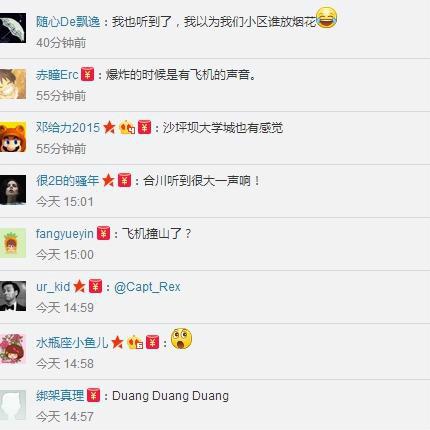 随心De飘逸：我也听到了，我以为我们小区谁放烟花
40分钟前
赤瞳Erc：爆炸的时候是有飞机的声音。
55分钟前
邓给力2015：沙坪坝大学城也有感觉
55分钟前
很2B的骚年：合川听到很大一声响！
今天 15:01
fangyueyin：飞机撞山了？
今天 15:00
ur_kid：@Capt_Rex
今天 14:59
水瓶座小鱼儿：
今天 14:58
绑架真理：Duang Duang Duang
今天 14:57